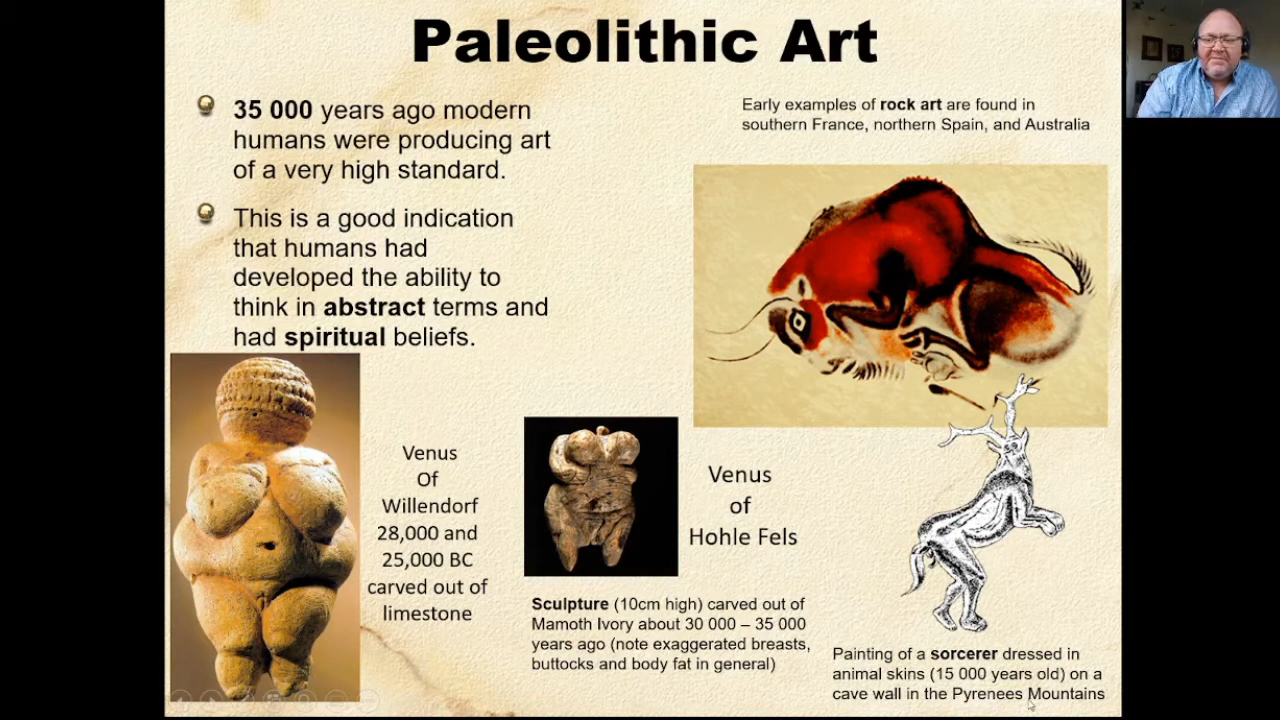 Paleolithic Art
35 000 years ago modern
humans were producing art
of a very high standard.
This is a good indication
that humans had
developed the ability to
think in abstract terms and
had spiritual beliefs.
Early examples of rock art are found in
southern France, northern Spain, and Australia
Venus
Of
Willendorf
28,000 and
25,000 BC
carved out of
limestone
Venus
of
Hohle Fels
Sculpture (10cm high) carved out of
Mamoth Ivory about 30 000 – 35 000
years ago (note exaggerated breasts,
buttocks and body fat in general)
Painting of a sorcerer dressed in
animal skins (15 000 years old) on a
cave wall in the Pyrenees Mountains